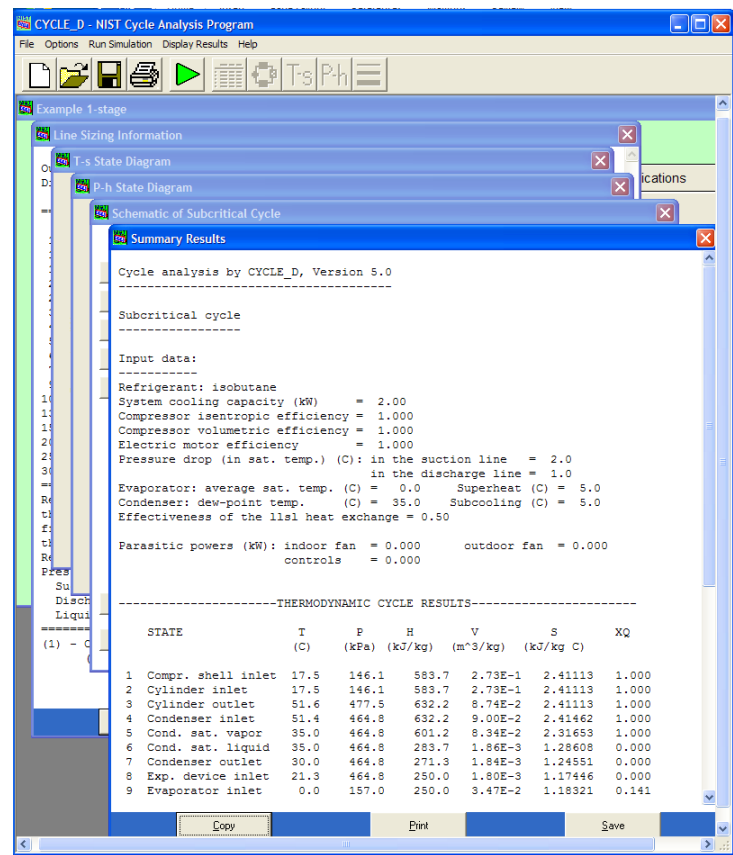 CYCLE_D - NIST Cycle Analysis Program
File Options Run Simulation Display Results Help
T-s P-h
Example 1-stage
Line Sizing Information
T-s State Diagram
P-h State Diagram
ications
Schematic of Subcritical Cycle
Summary Results
Cycle analysis by CYCLE_D, Version 5.0
--------------------------------------
Subcritical cycle
-----------------
Input data:
-----------
Refrigerant: isobutane
System cooling capacity (kW) = 2.00
Compressor isentropic efficiency = 1.000
Compressor volumetric efficiency = 1.000
Electric motor efficiency = 1.000
Pressure drop (in sat. temp.) (C): in the suction line = 2.0
in the discharge line = 1.0
Evaporator: average sat. temp. (C) = 0.0 Superheat (C) = 5.0
Condenser: dew-point temp. (C) = 35.0 Subcooling (C) = 5.0
Effectiveness of the llsl heat exchange = 0.50
Parasitic powers (kW): indoor fan = 0.000 outdoor fan = 0.000
controls = 0.000
----------------------THERMODYNAMIC CYCLE RESULTS-----------------------
STATE T P H V S XQ
(C) (kPa) (kJ/kg) (m^3/kg) (kJ/kg C)
1 Compr. shell inlet 17.5 146.1 583.7 2.73E-1 2.41113 1.000
2 Cylinder inlet 17.5 146.1 583.7 2.73E-1 2.41113 1.000
3 Cylinder outlet 51.6 477.5 632.2 8.74E-2 2.41113 1.000
4 Condenser inlet 51.4 464.8 632.2 9.00E-2 2.41462 1.000
5 Cond. sat. vapor 35.0 464.8 601.2 8.34E-2 2.31653 1.000
6 Cond. sat. liquid 35.0 464.8 283.7 1.86E-3 1.28608 0.000
7 Condenser outlet 30.0 464.8 271.3 1.84E-3 1.24551 0.000
8 Exp. device inlet 21.3 464.8 250.0 1.80E-3 1.17446 0.000
9 Evaporator inlet 0.0 157.0 250.0 3.47E-2 1.18321 0.141
Pres
Su
Disch
Liqui
(1) - C
Copy Print Save